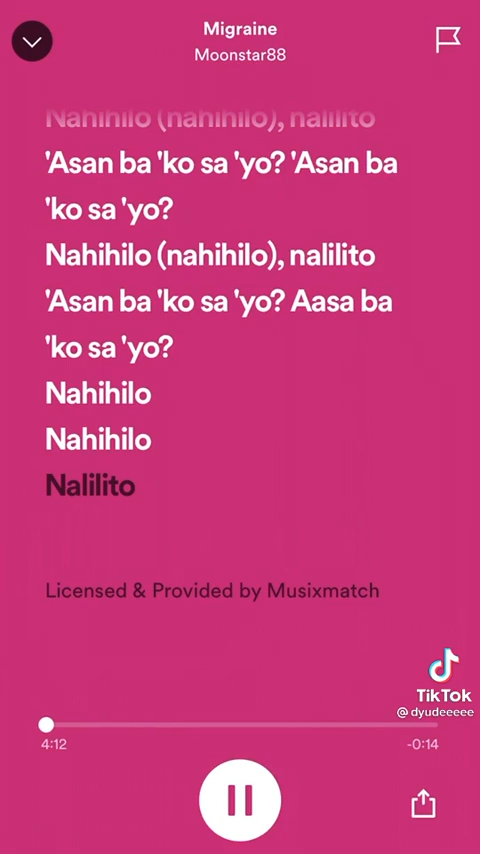 Migraine
Moonstar88
Nahihilo (nahihilo), nalilito
'Asan ba 'ko sa 'yo? 'Asan ba
'ko sa 'yo?
Nahihilo (nahihilo), nalilito
'Asan ba 'ko sa 'yo? Aasa ba
'ko sa 'yo?
Nahihilo
Nahihilo
Nalilito
Licensed & Provided by Musixmatch
TikTok
@dyudeeeee
4:12
-0:14